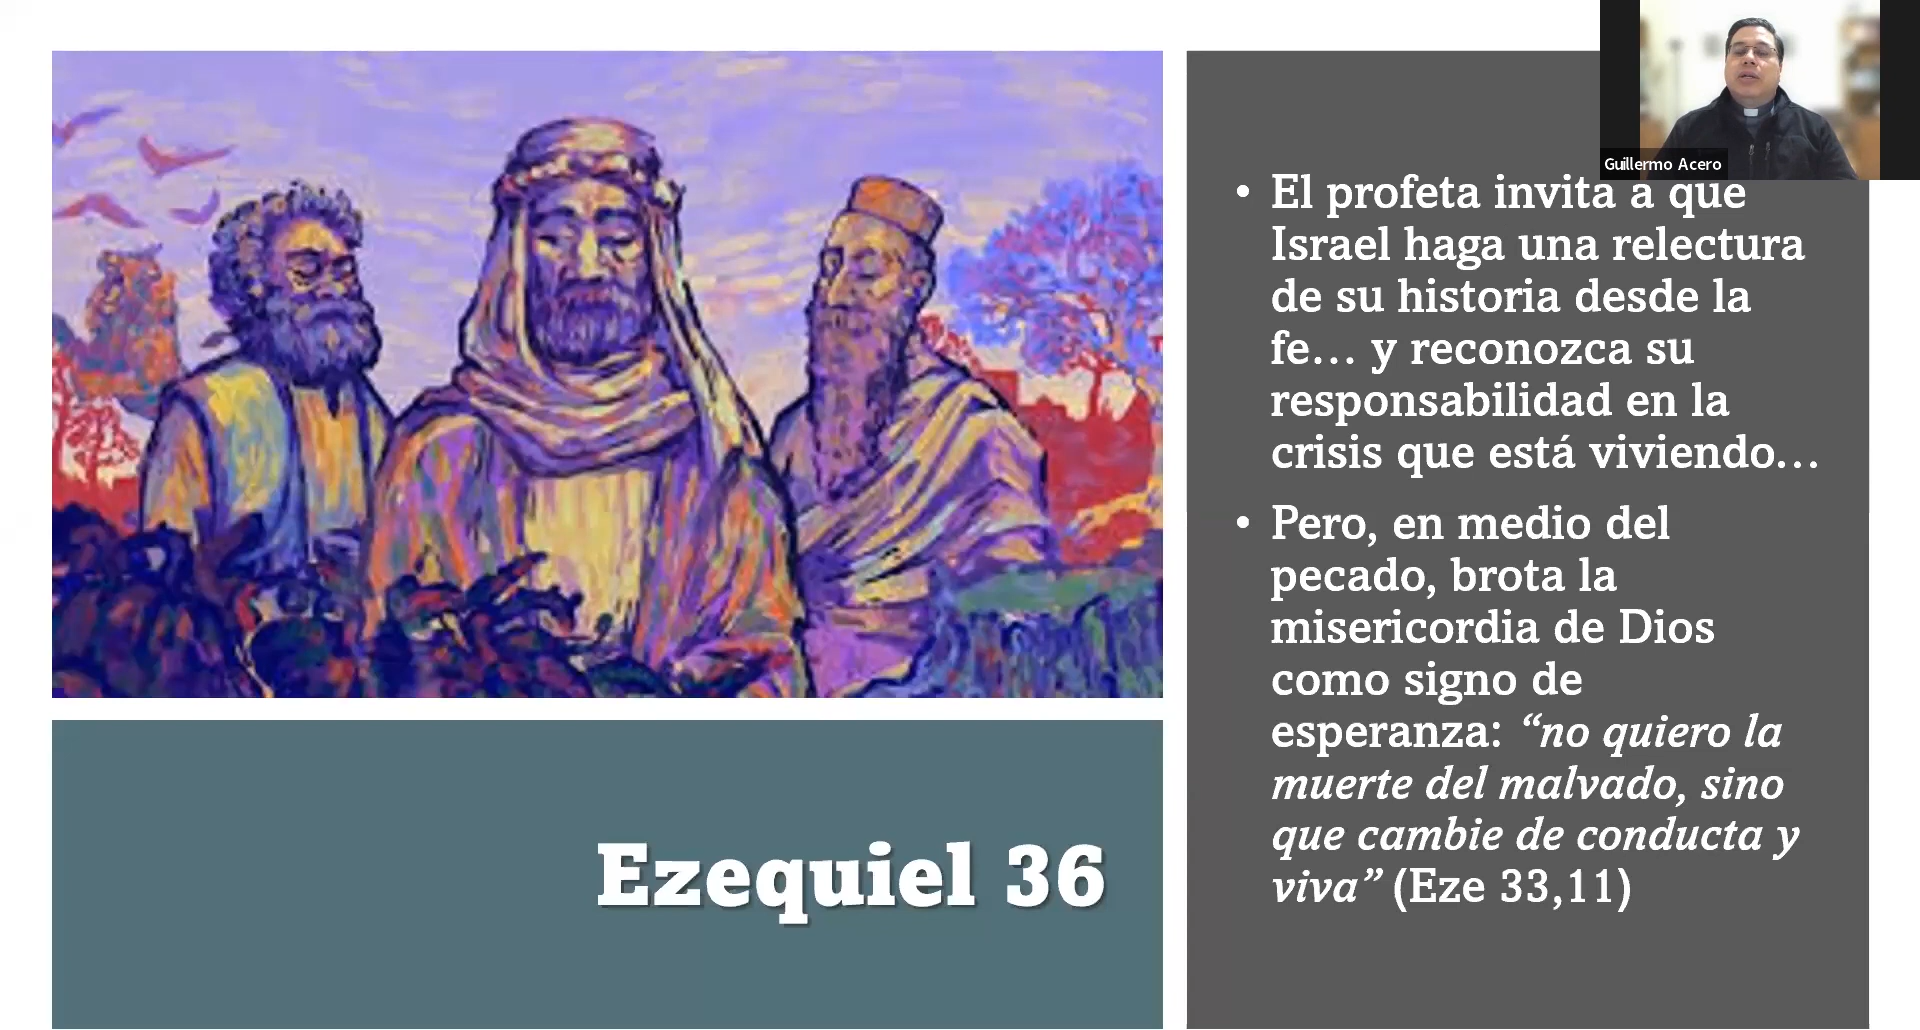 Guillermo Acero
• El profeta invita a que
Israel haga una relectura
de su historia desde la
fe… y reconozca su
responsabilidad en la
crisis que está viviendo…
• Pero, en medio del
pecado, brota la
misericordia de Dios
como signo de
esperanza: “no quiero la
muerte del malvado, sino
que cambie de conducta y
viva” (Eze 33,11)
Ezequiel 36